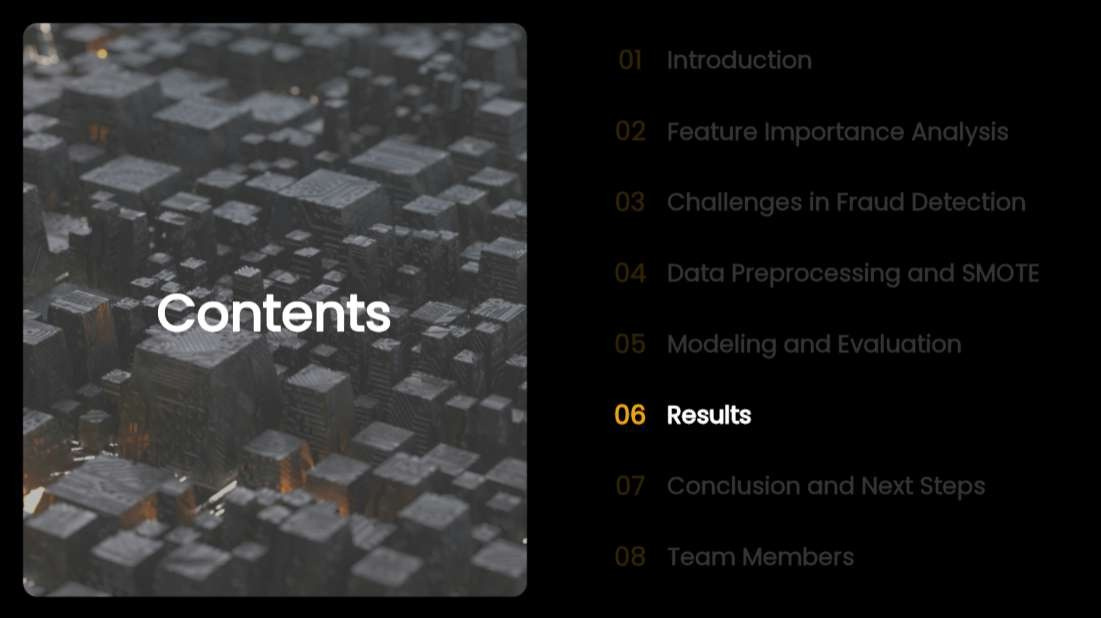 Contents
01 Introduction
02 Feature Importance Analysis
03 Challenges in Fraud Detection
04 Data Preprocessing and SMOTE
05 Modeling and Evaluation
06 Results
07 Conclusion and Next Steps
08 Team Members